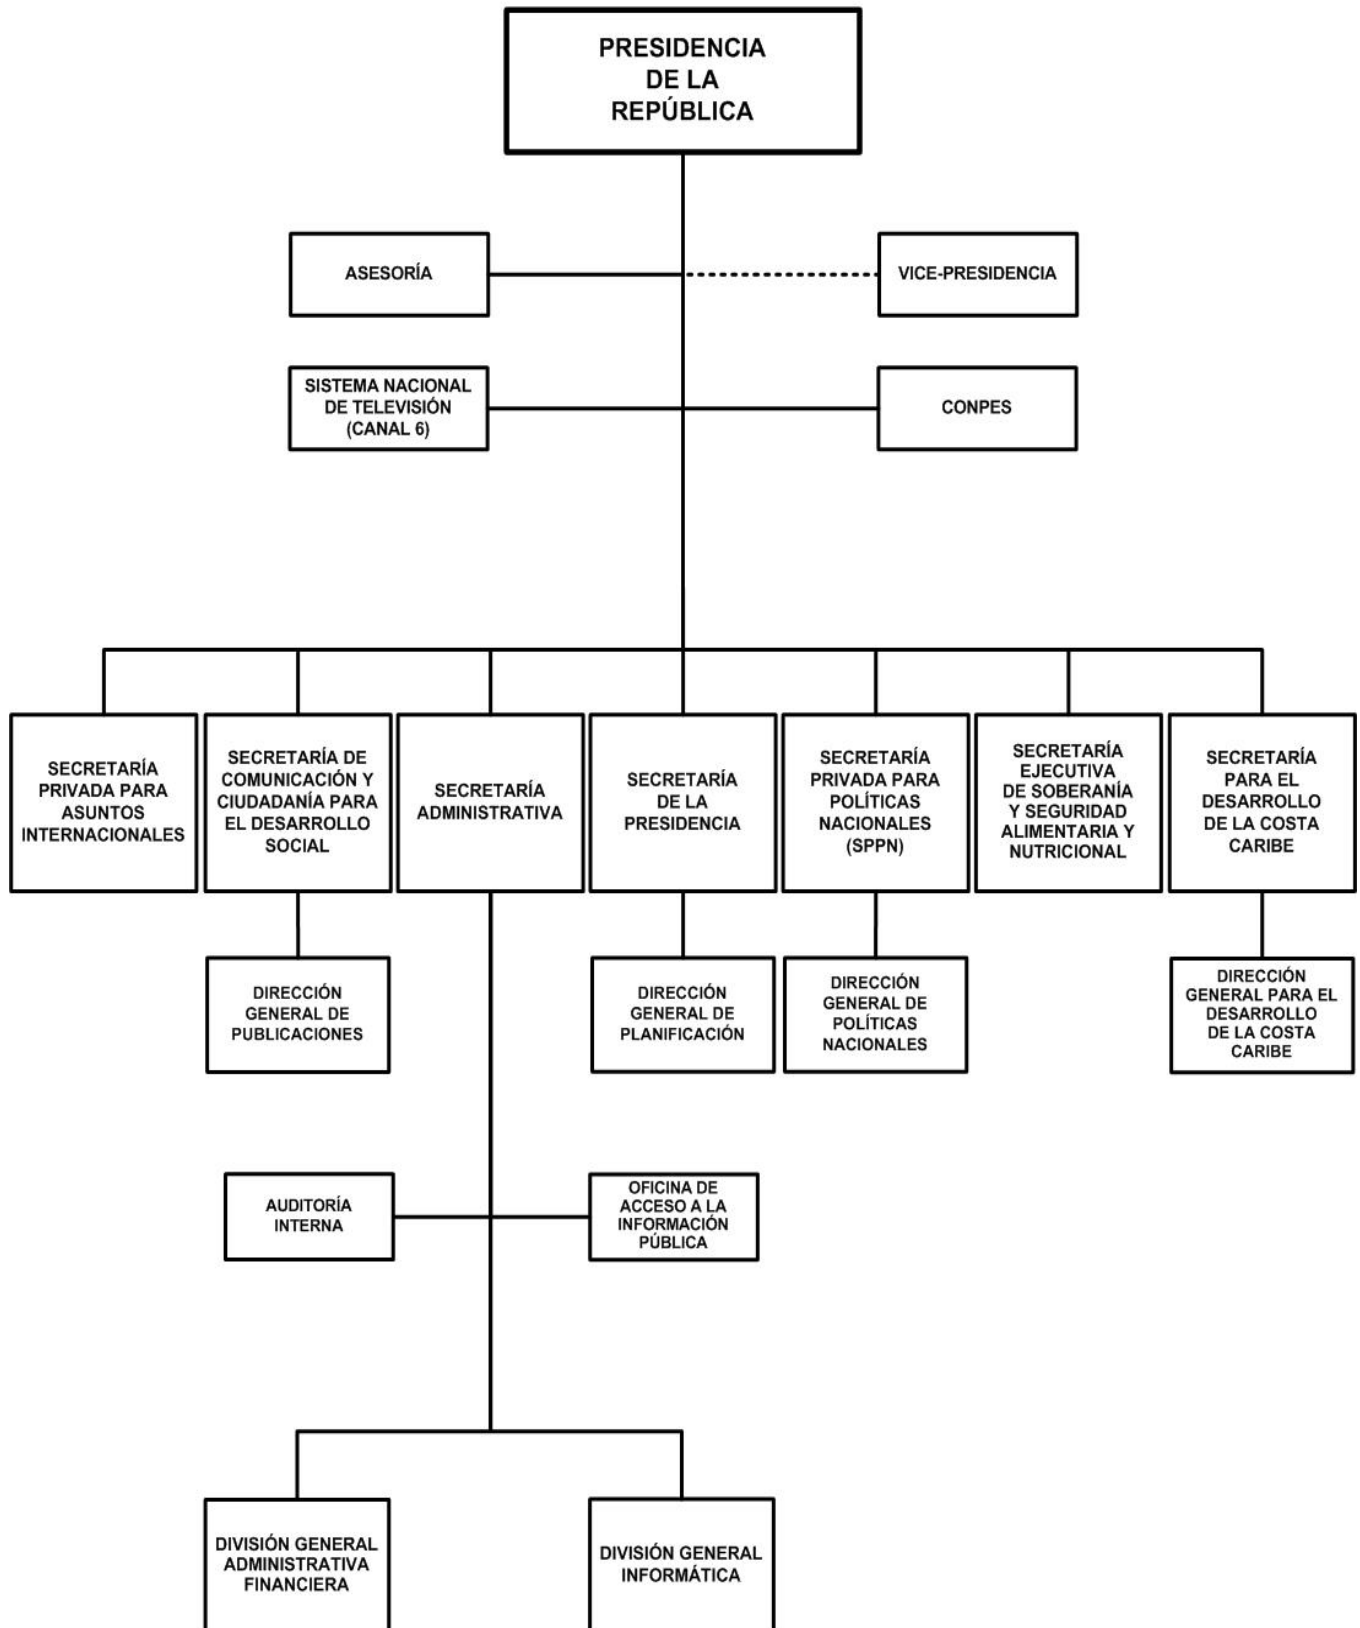 PRESIDENCIA
DE LA
REPÚBLICA
ASESORÍA
VICE-PRESIDENCIA
SISTEMA NACIONAL
DE TELEVISIÓN
(CANAL 6)
CONPES
SECRETARÍA
PRIVADA PARA
ASUNTOS
INTERNACIONALES
SECRETARÍA DE
COMUNICACIÓN Y
CIUDADANÍA PARA
EL DESARROLLO
SOCIAL
SECRETARÍA
ADMINISTRATIVA
SECRETARÍA
DE LA
PRESIDENCIA
SECRETARÍA
PRIVADA PARA
POLÍTICAS
NACIONALES
(SPPN)
SECRETARÍA
EJECUTIVA
DE SOBERANÍA
Y SEGURIDAD
ALIMENTARIA Y
NUTRICIONAL
SECRETARÍA
PARA EL
DESARROLLO
DE LA COSTA
CARIBE
DIRECCIÓN
GENERAL DE
PUBLICACIONES
DIRECCIÓN
GENERAL DE
PLANIFICACIÓN
DIRECCIÓN
GENERAL DE
POLÍTICAS
NACIONALES
DIRECCIÓN
GENERAL PARA EL
DESARROLLO
DE LA COSTA
CARIBE
AUDITORÍA
INTERNA
OFICINA DE
ACCESO A LA
INFORMACIÓN
PÚBLICA
DIVISIÓN GENERAL
ADMINISTRATIVA
FINANCIERA
DIVISIÓN GENERAL
INFORMÁTICA